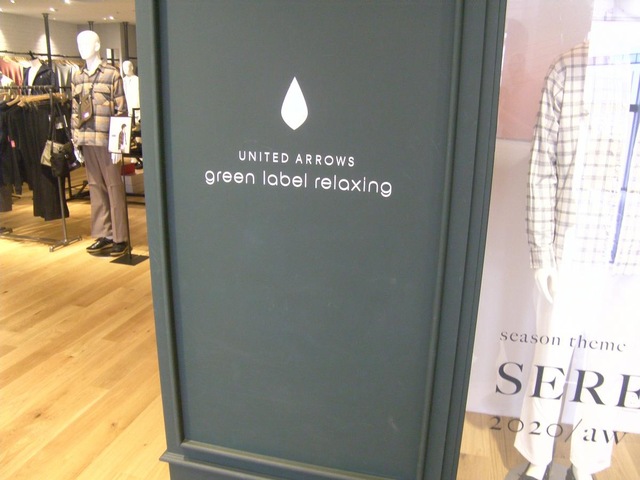 UNITED ARROWS
green label relaxing
season theme
SERE
2020/aw